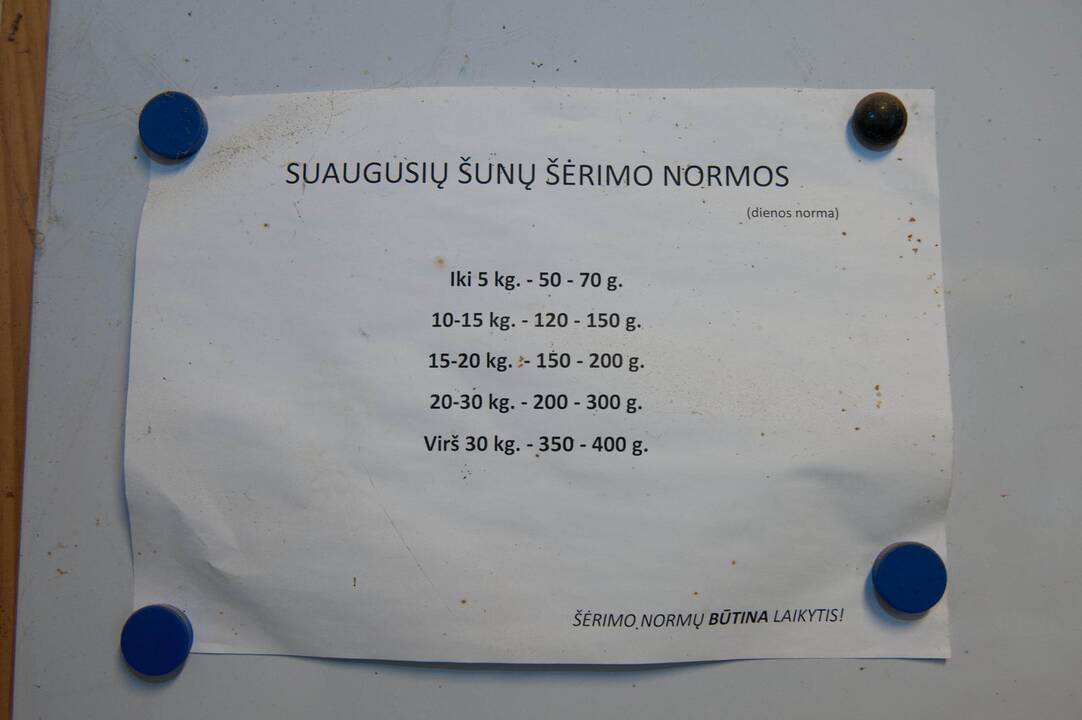 SUAUGUSIŲ ŠUNŲ ŠĖRIMO NORMOS
(dienos norma)
Iki 5 kg. - 50 - 70 g.
10-15 kg. - 120 - 150 g.
15-20 kg. - 150 - 200 g.
20-30 kg. - 200 - 300 g.
Virš 30 kg. - 350 - 400 g.
ŠĖRIMO NORMŲ BŪTINA LAIKYTIS!